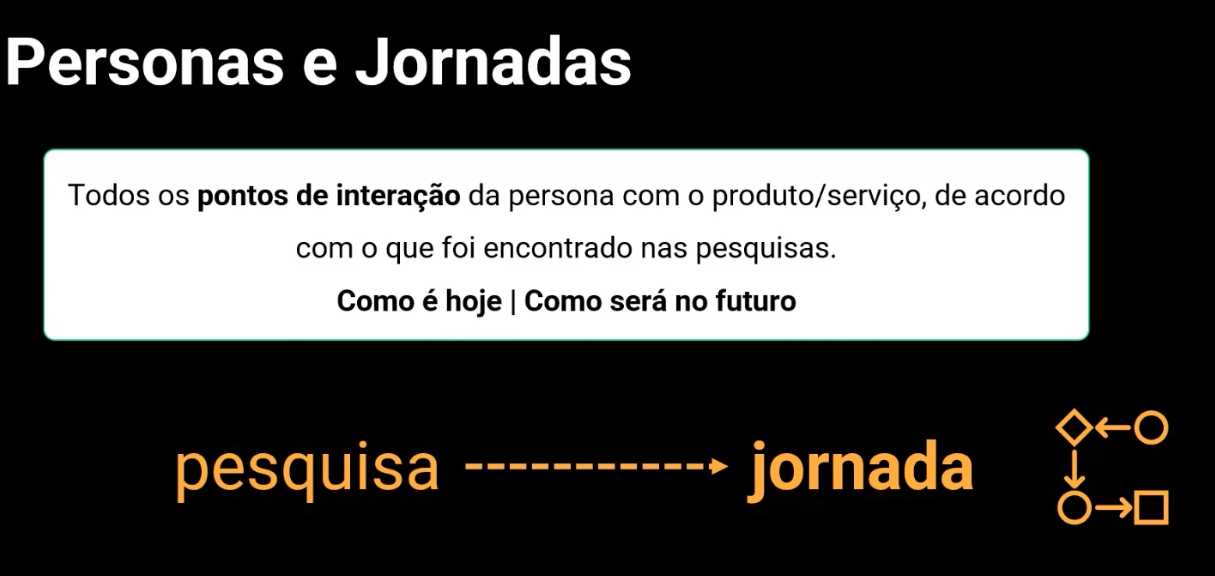 Personas e Jornadas
Todos os pontos de interação da persona com o produto/serviço, de acordo
com o que foi encontrado nas pesquisas.
Como é hoje | Como será no futuro
pesquisa
jornada